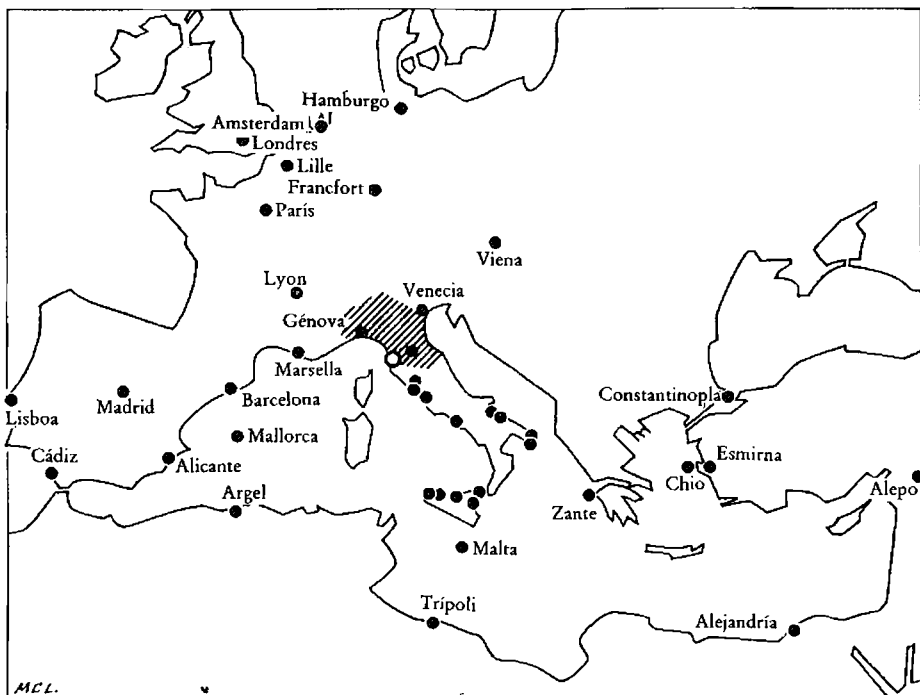 Hamburgo
Amsterdam
Londres
Lille
Francfort
París
Viena
Lyon
Venecia
Génova
Marsella
Constantinopla
Lisboa
Madrid
Barcelona
Mallorca
Cádiz
Alicante
Esmirna
Chio
Alepo
Argel
Zante
Malta
Trípoli
Alejandría
MCL.